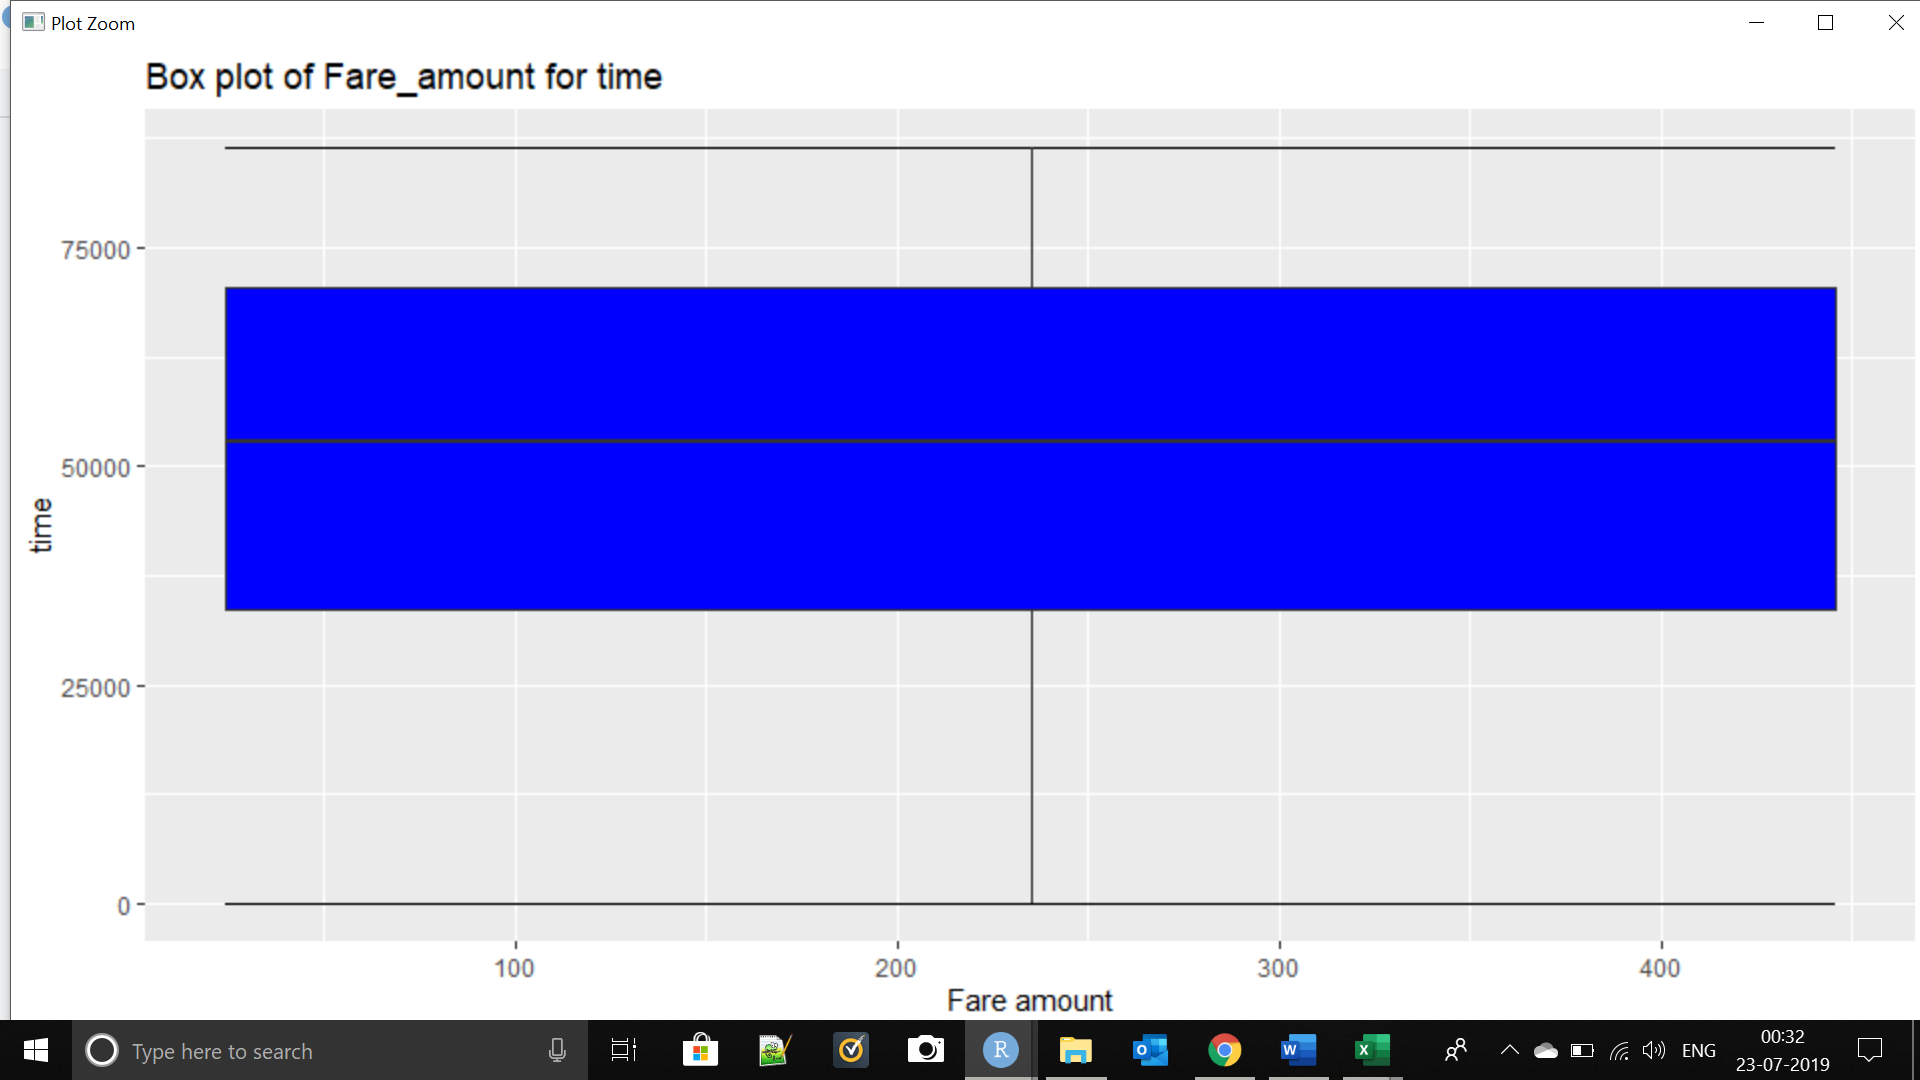 Plot Zoom
Box plot of Fare_amount for time
75000
50000
25000
0
time
100 200 300 400
Fare amount
Type here to search
R
O
W
X
ENG
00:32
23-07-2019